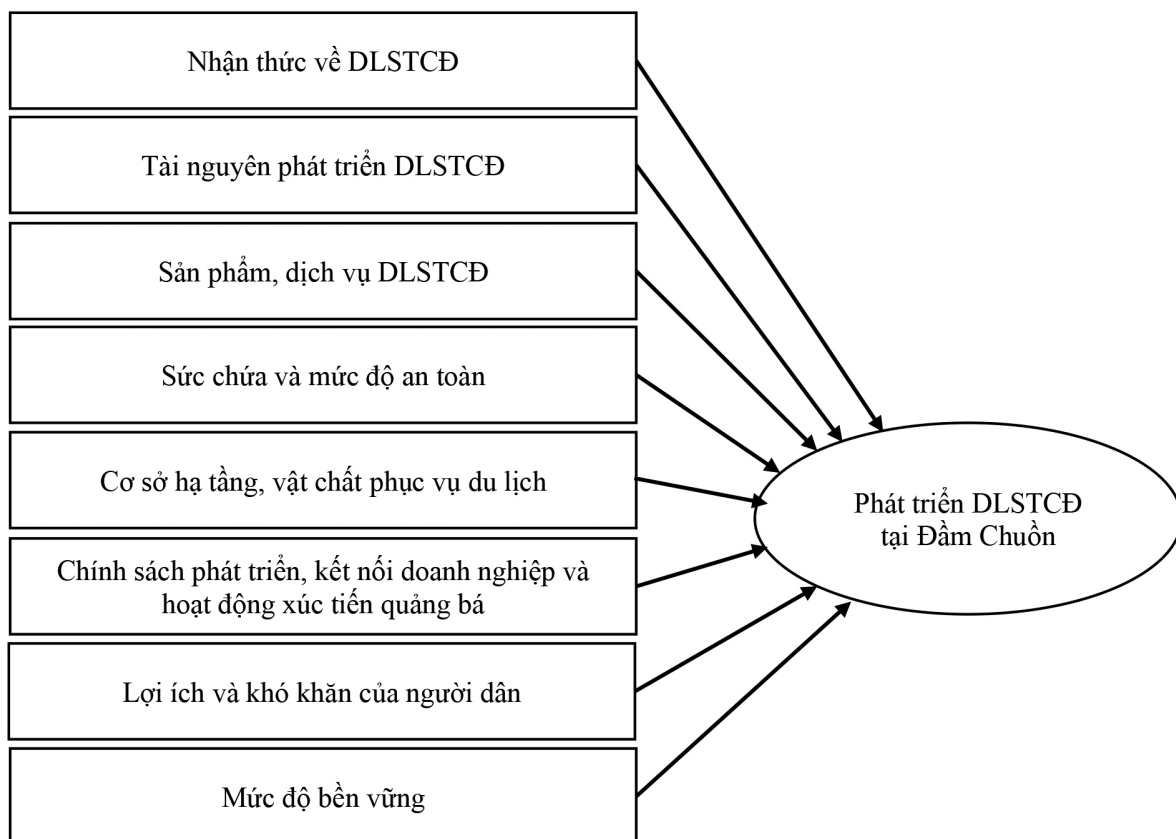 Nhận thức về DLSTCĐ
Tài nguyên phát triển DLSTCĐ
Sản phẩm, dịch vụ DLSTCĐ
Sức chứa và mức độ an toàn
Cơ sở hạ tầng, vật chất phục vụ du lịch
Chính sách phát triển, kết nối doanh nghiệp và
hoạt động xúc tiến quảng bá
Lợi ích và khó khăn của người dân
Mức độ bền vững
Phát triển DLSTCĐ
tại Đầm Chuồn